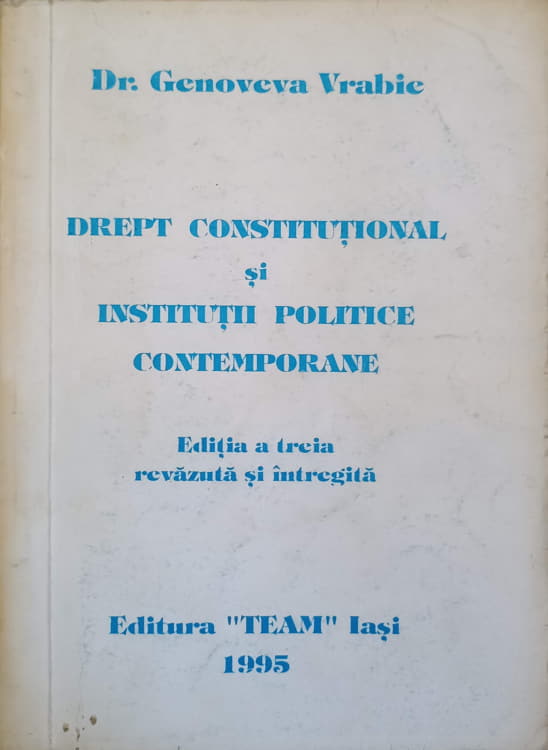 Dr. Genoveva Vrabie
DREPT CONSTITUȚIONAL
și
INSTITUȚII POLITICE
CONTEMPORANE
Ediția a treia
revăzută și întregită
Editura "TEAM" Iași
1995